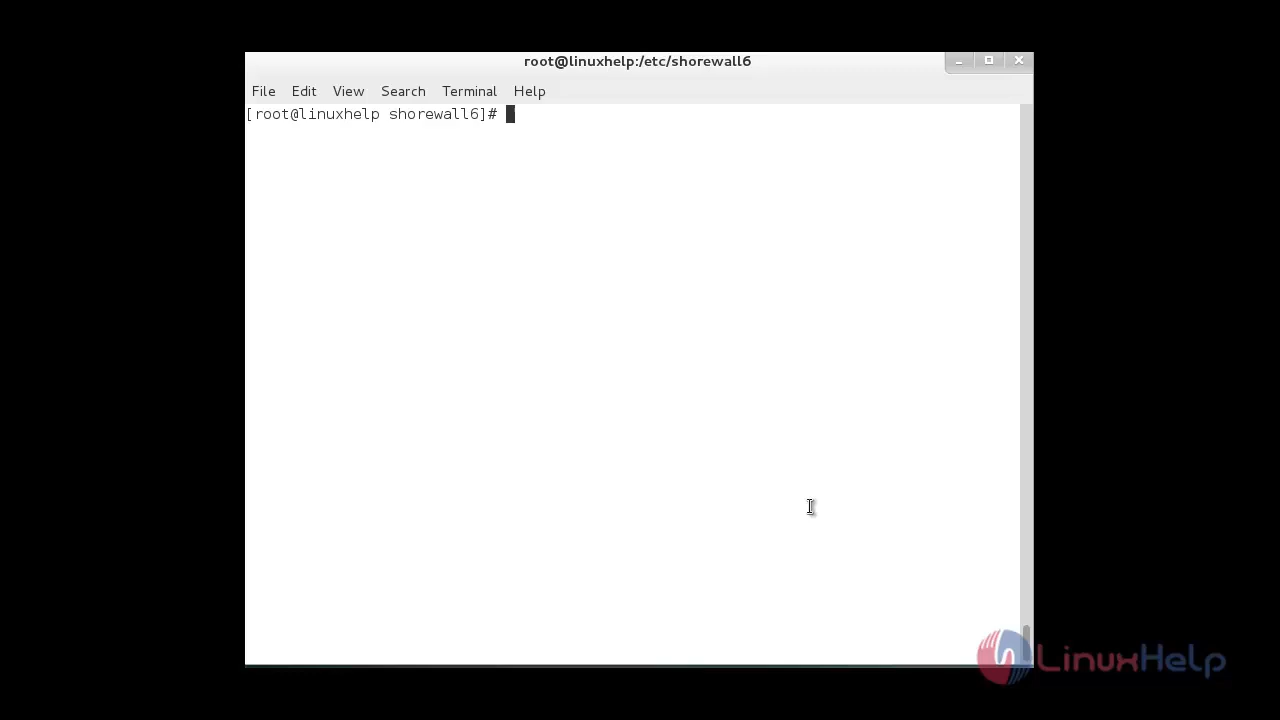 root@linuxhelp:/etc/shorewall6
File Edit View Search Terminal Help
[root@linuxhelp shorewall6]#
LinuxHelp